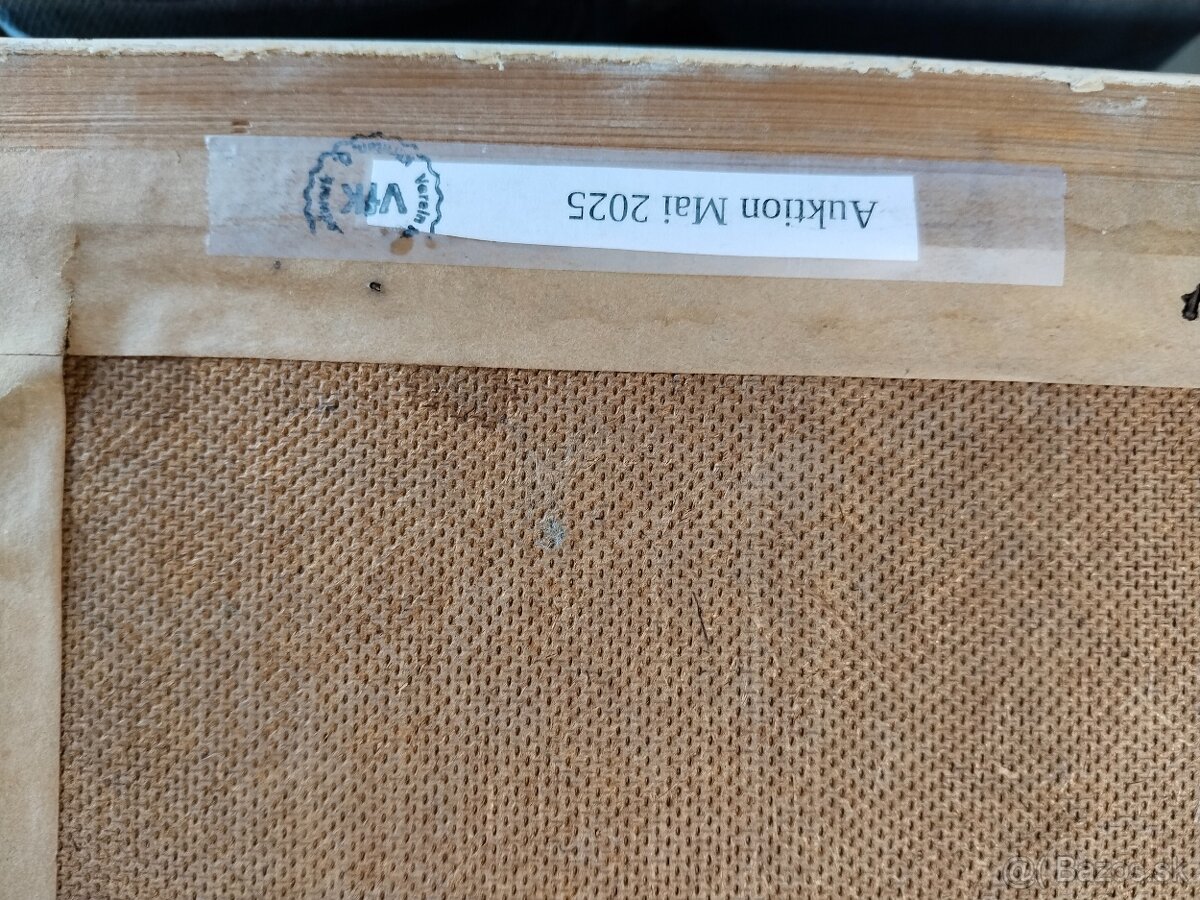 Auktion Mai 2025
VfK
Verein
Bazos.sk